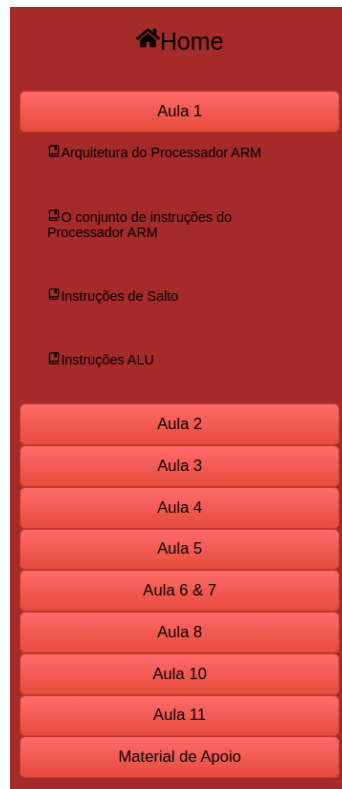 Home
Aula 1
Arquitetura do Processador ARM
O conjunto de instruções do
Processador ARM
Instruções de Salto
Instruções ALU
Aula 2
Aula 3
Aula 4
Aula 5
Aula 6 & 7
Aula 8
Aula 10
Aula 11
Material de Apoio